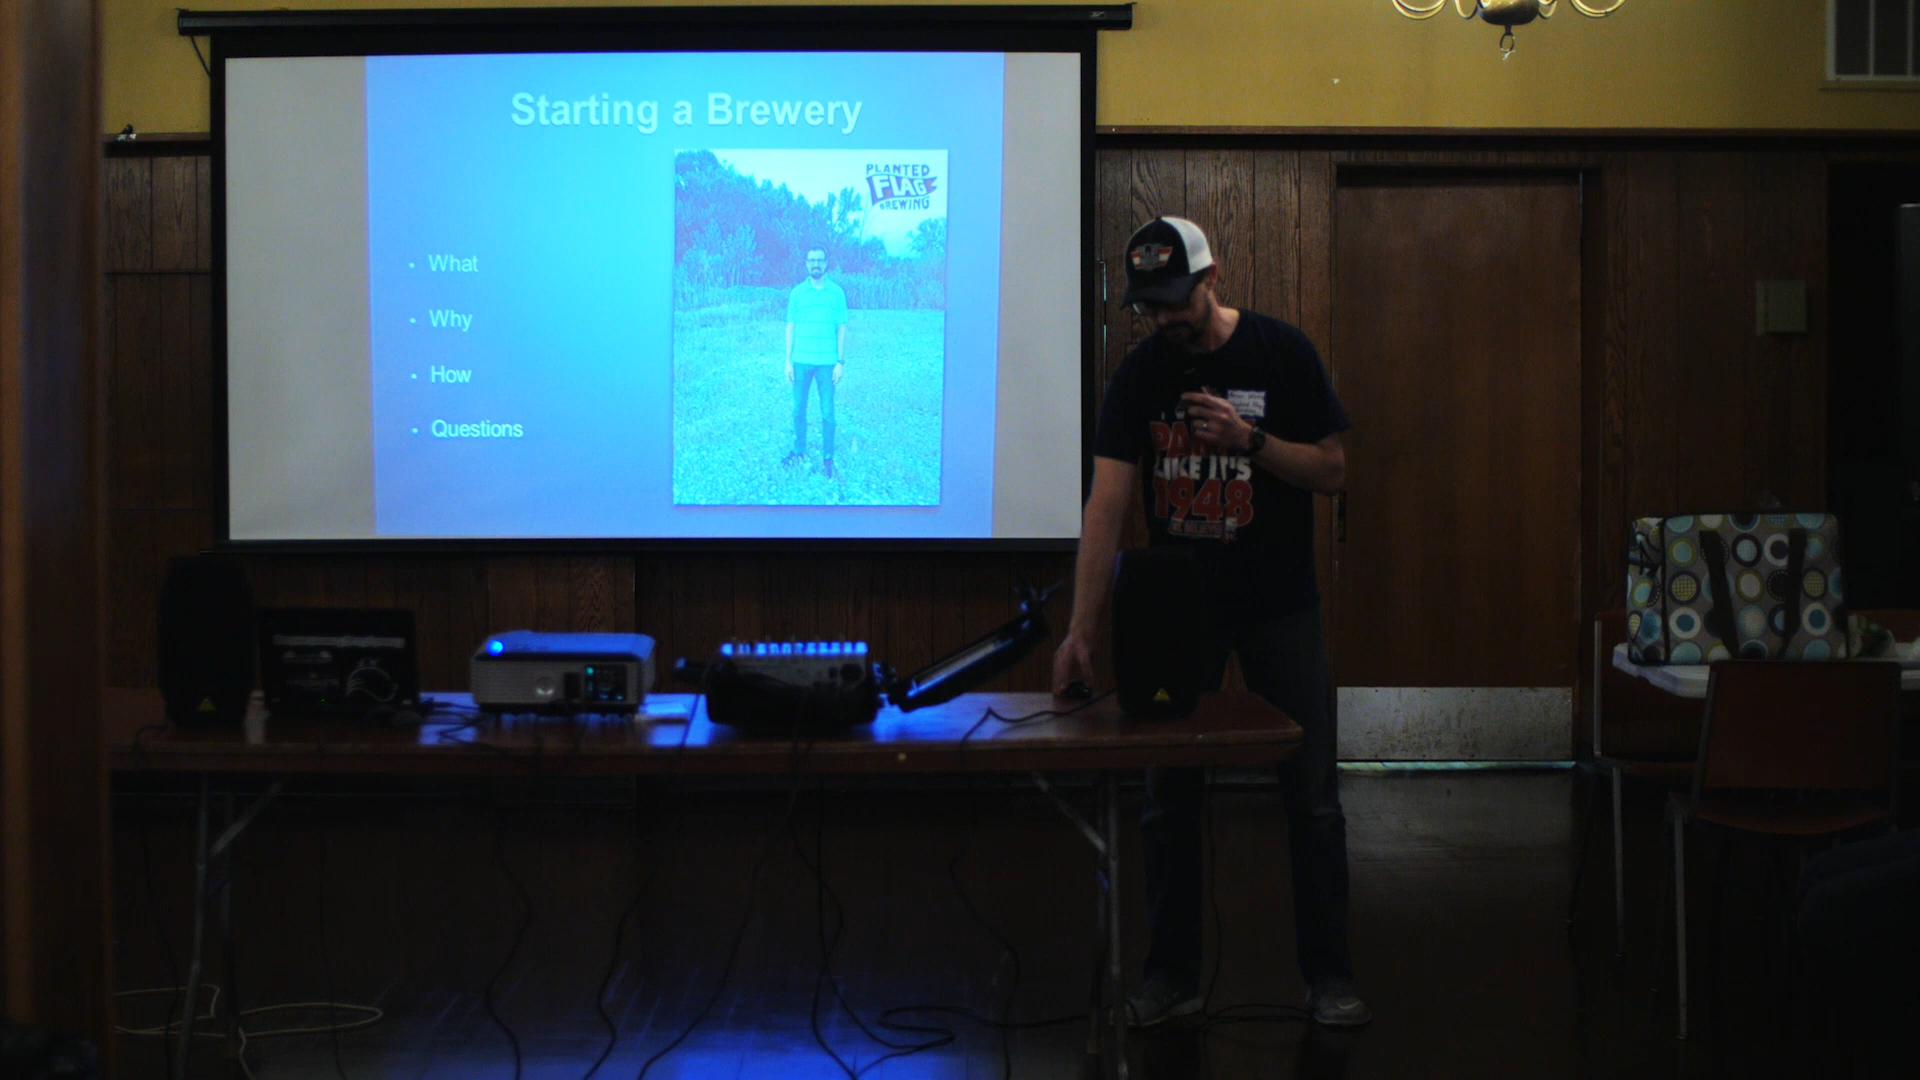 Starting a Brewery
PLANTED
FLAG
BREWING
What
Why
How
Questions
LIKE IT'S
1948